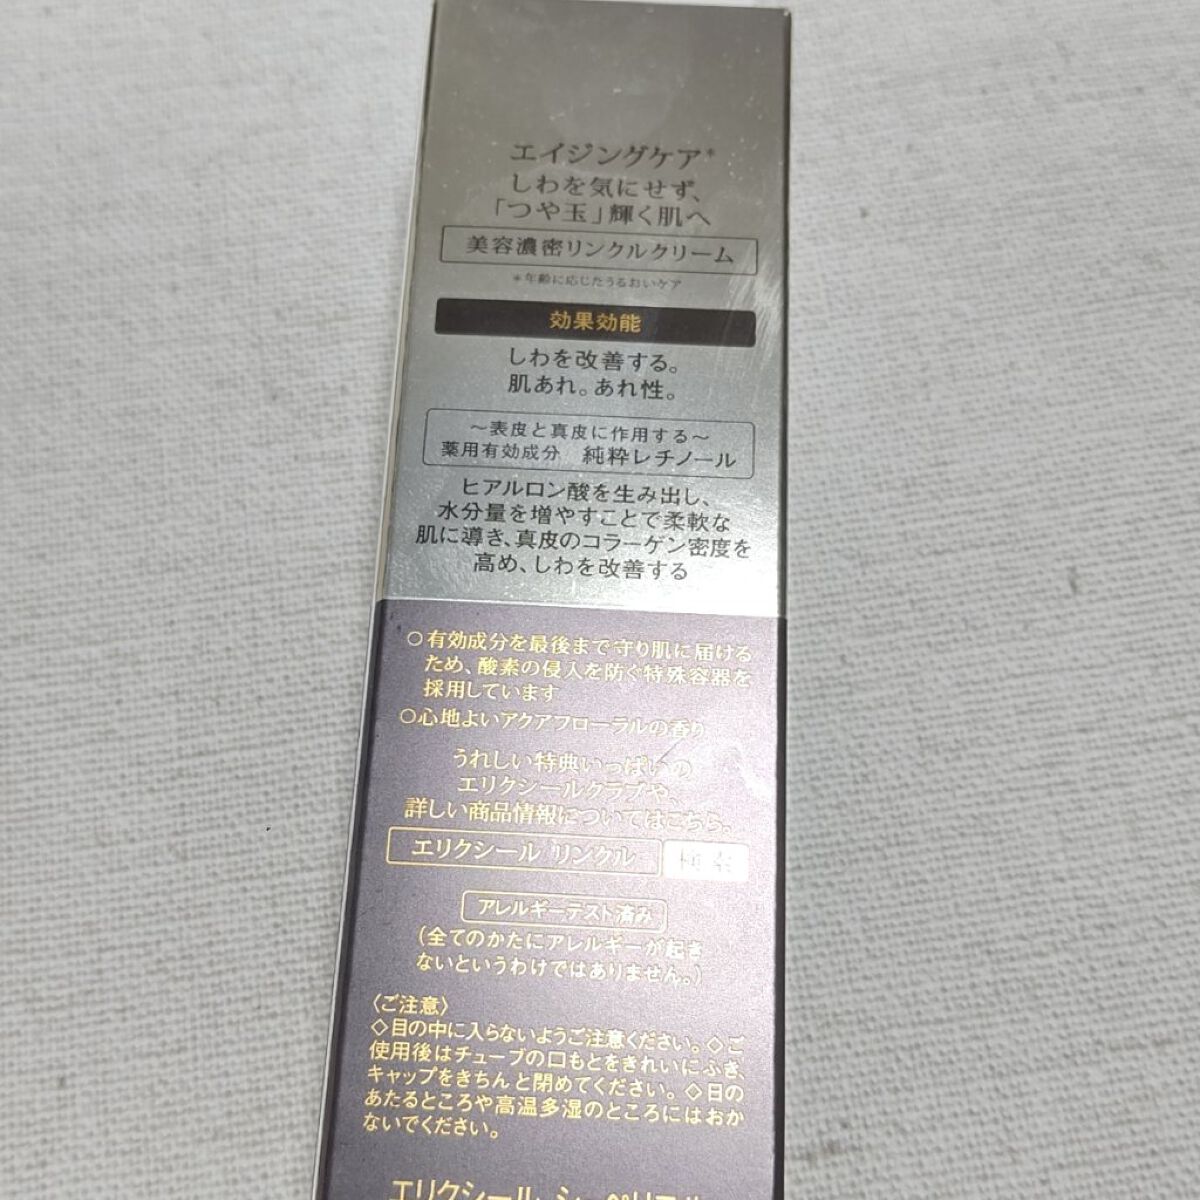 エイジングケア*
しわを気にせず、
「つや玉」輝く肌へ
美容濃密リンクルクリーム
*年齢に応じたうるおいケア
効果効能
しわを改善する。
肌あれ。あれ性。
～表皮と真皮に作用する～
薬用有効成分 純粋レチノール
ヒアルロン酸を生み出し、
水分量を増やすことで柔軟な
肌に導き、真皮のコラーゲン密度を
高め、しわを改善する
○有効成分を最後まで守り肌に届ける
ため、酸素の侵入を防ぐ特殊容器を
採用しています
○心地よいアクアフローラルの香り
うれしい特典いっぱいの
エリクシールクラブや、
詳しい商品情報についてはこちら。
エリクシール リンクル 検索
アレルギーテスト済み
（全てのかたにアレルギーが起き
ないというわけではありません。）
〈ご注意〉
◇目の中に入らないようご注意ください。◇ご
使用後はチューブの口もとをきれいにふき、
キャップをきちんと閉めてください。◇日の
あたるところや高温多湿のところにはおか
ないでください。
エリクシール シュペリエル